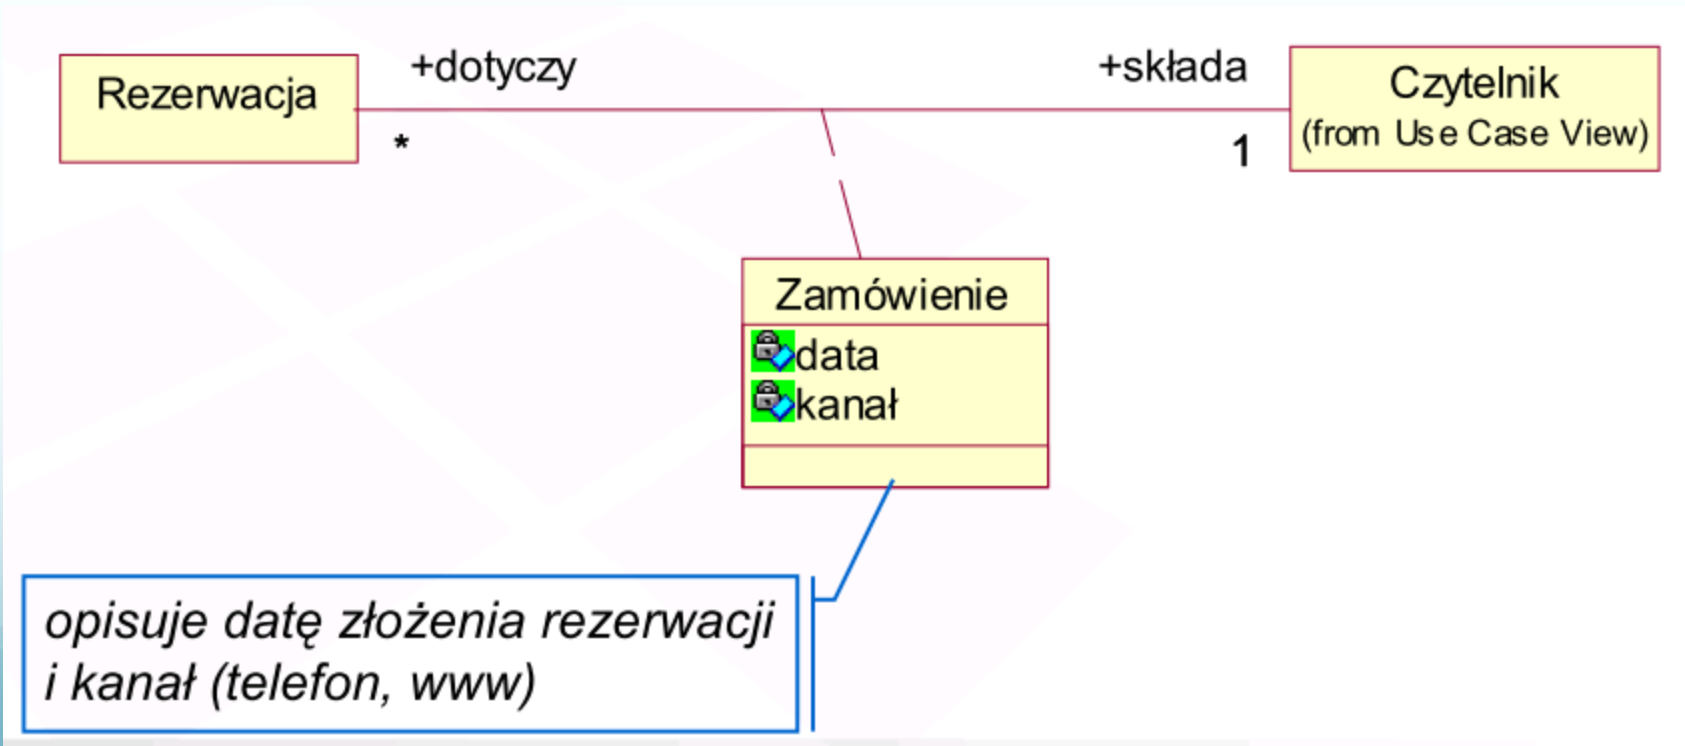 Rezerwacja
+dotyczy
*
+składa
1
Czytelnik
(from Use Case View)
Zamówienie
data
kanał
opisuje datę złożenia rezerwacji
i kanał (telefon, www)